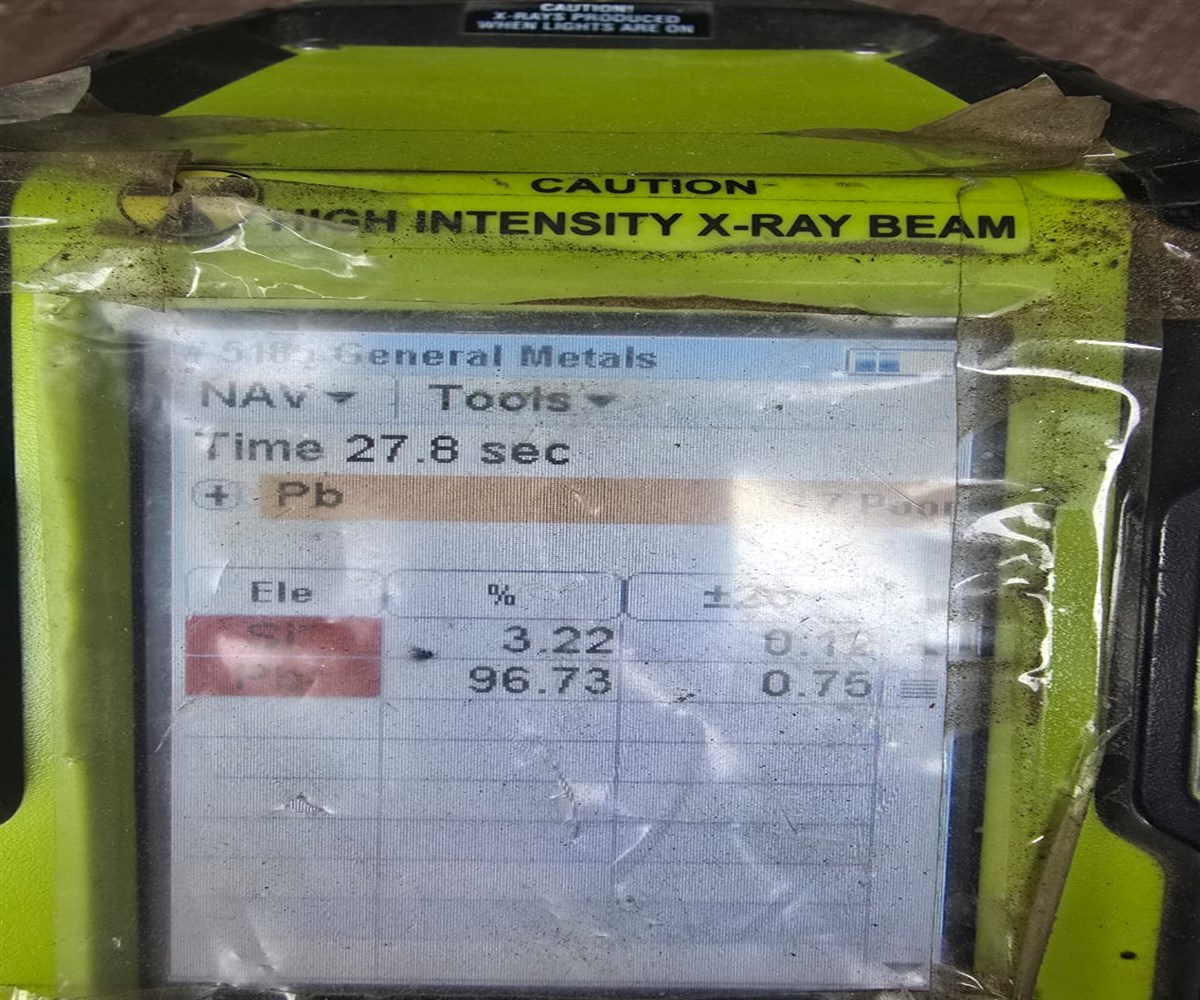 CAUTION!
X-RAYS PRODUCED
WHEN LIGHTS ARE ON
CAUTION
HIGH INTENSITY X-RAY BEAM
General Metals
NAV Tools
Time 27.8 sec
+ Pb
Ele %
3.22
Pb 96.73 0.75